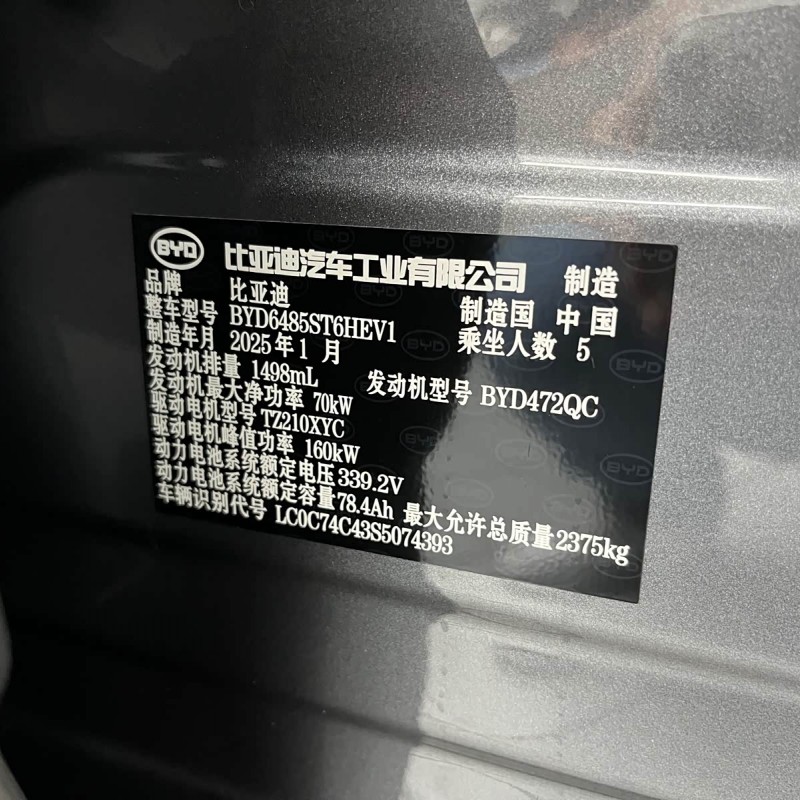 BYD 比亚迪汽车工业有限公司 制造
品牌 比亚迪 制造国 中国
整车型号 BYD6485ST6HEV1 乘坐人数 5
制造年月 2025年1月
发动机排量 1498mL 发动机型号 BYD472QC
发动机最大净功率 70kW
驱动电机型号 TZ210XYC
驱动电机峰值功率 160kW
动力电池系统额定电压 339.2V
动力电池系统额定容量 78.4Ah 最大允许总质量 2375kg
车辆识别代号 LC0C74C43S5074393